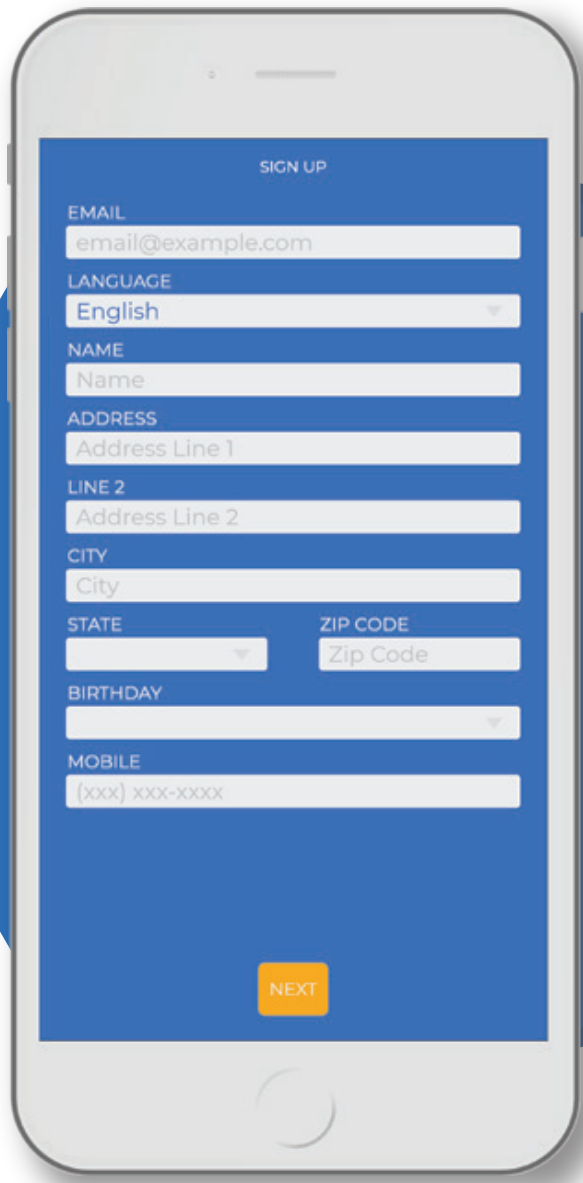 SIGN UP
EMAIL
email@example.com
LANGUAGE
English
NAME
Name
ADDRESS
Address Line 1
LINE 2
Address Line 2
CITY
City
STATE ZIP CODE
Zip Code
BIRTHDAY
MOBILE
(xxx) xxx-xxxx
NEXT